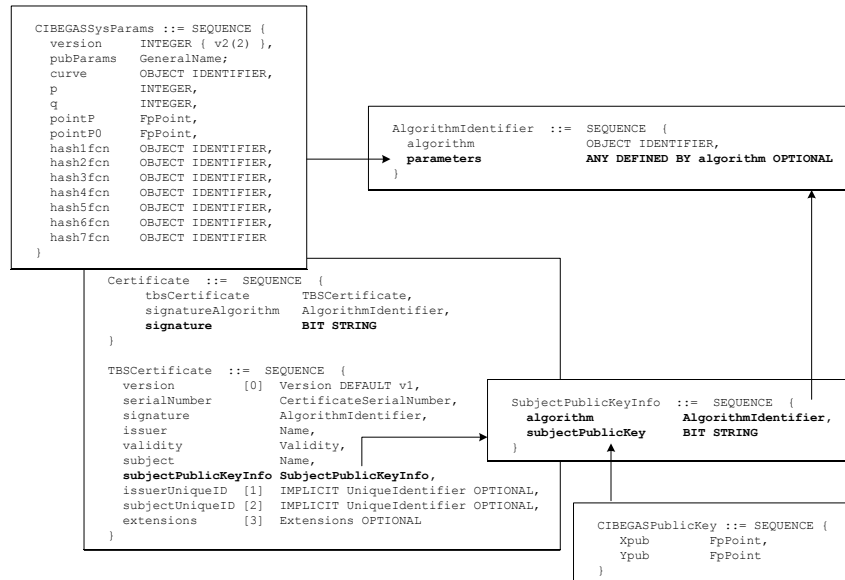 CIBEGASSysParams ::= SEQUENCE {
version INTEGER { v2(2) },
pubParams GeneralName;
curve OBJECT IDENTIFIER,
p INTEGER,
q INTEGER,
pointP FpPoint,
pointP0 FpPoint,
hash1fcn OBJECT IDENTIFIER,
hash2fcn OBJECT IDENTIFIER,
hash3fcn OBJECT IDENTIFIER,
hash4fcn OBJECT IDENTIFIER,
hash5fcn OBJECT IDENTIFIER,
hash6fcn OBJECT IDENTIFIER,
hash7fcn OBJECT IDENTIFIER
}
AlgorithmIdentifier ::= SEQUENCE {
algorithm OBJECT IDENTIFIER,
parameters ANY DEFINED BY algorithm OPTIONAL
}
Certificate ::= SEQUENCE {
tbsCertificate TBSCertificate,
signatureAlgorithm AlgorithmIdentifier,
signature BIT STRING
}
TBSCertificate ::= SEQUENCE {
version [0] Version DEFAULT v1,
serialNumber CertificateSerialNumber,
signature AlgorithmIdentifier,
issuer Name,
validity Validity,
subject Name,
subjectPublicKeyInfo SubjectPublicKeyInfo,
issuerUniqueID [1] IMPLICIT UniqueIdentifier OPTIONAL,
subjectUniqueID [2] IMPLICIT UniqueIdentifier OPTIONAL,
extensions [3] Extensions OPTIONAL
}
SubjectPublicKeyInfo ::= SEQUENCE {
algorithm AlgorithmIdentifier,
subjectPublicKey BIT STRING
}
CIBEGASPublicKey ::= SEQUENCE {
Xpub FpPoint,
Ypub FpPoint
}